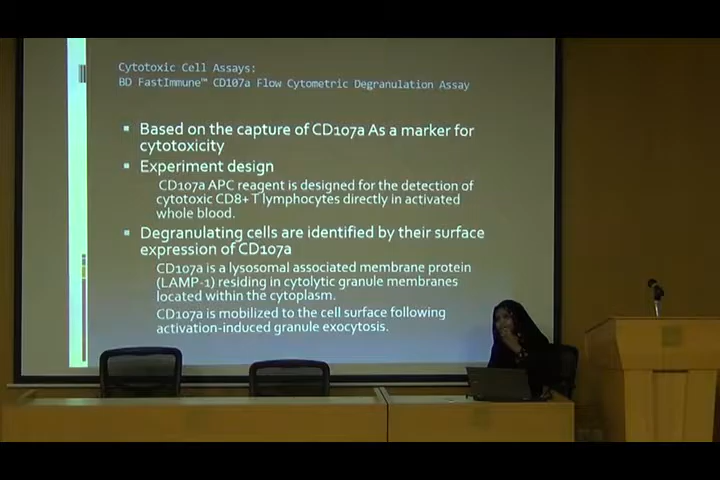 Cytotoxic Cell Assays:
BD FastImmune™ CD107a Flow Cytometric Degranulation Assay
Based on the capture of CD107a As a marker for
cytotoxicity
Experiment design
CD107a APC reagent is designed for the detection of
cytotoxic CD8+ T lymphocytes directly in activated
whole blood.
Degranulating cells are identified by their surface
expression of CD107a
CD107a is a lysosomal associated membrane protein
(LAMP-1) residing in cytolytic granule membranes
located within the cytoplasm.
CD107a is mobilized to the cell surface following
activation-induced granule exocytosis.